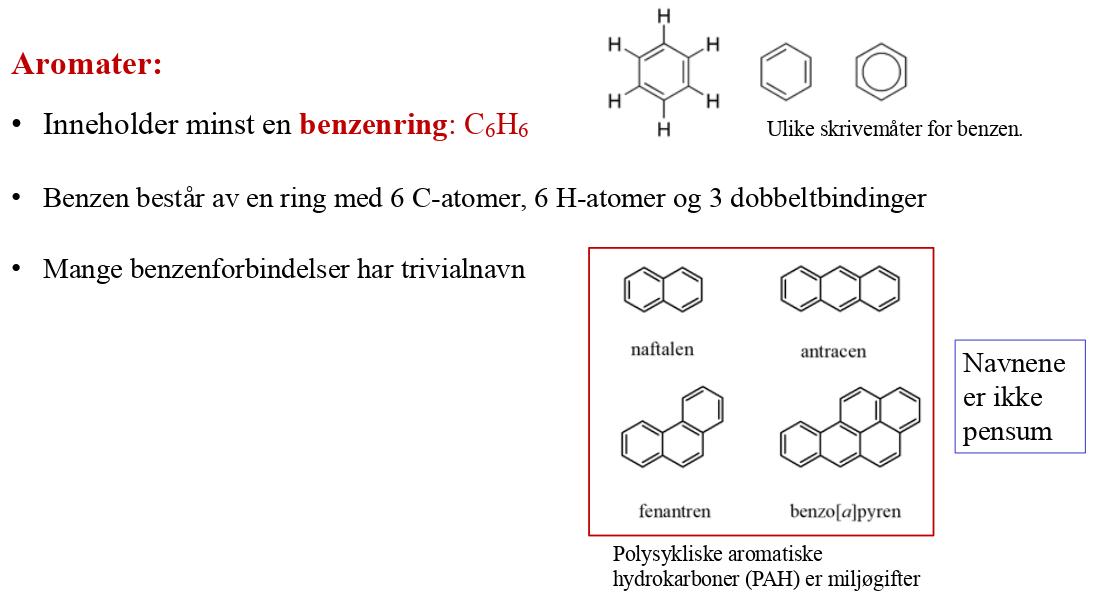 Aromater:
• Inneholder minst en benzenring: C₆H₆
H
H
H
H
H
H
Ulike skrivemåter for benzen.
• Benzen består av en ring med 6 C-atomer, 6 H-atomer og 3 dobbeltbindinger
• Mange benzenforbindelser har trivialnavn
naftalen
antracen
fenantren
benzo[a]pyren
Polysykliske aromatiske
hydrokarboner (PAH) er miljøgifter
Navnene
er ikke
pensum